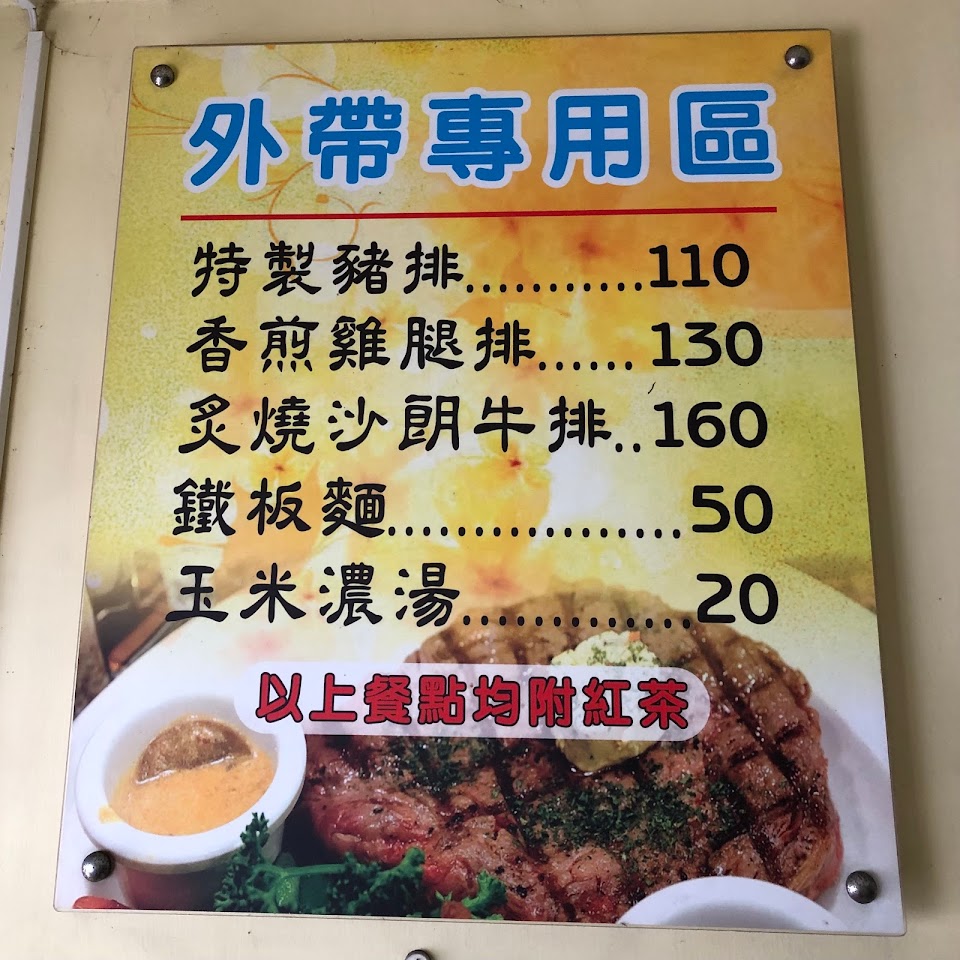 外帶專用區
特製豬排...........110
香煎雞腿排......130
炙燒沙朗牛排..160
鐵板麵..................50
玉米濃湯..............20
以上餐點均附紅茶